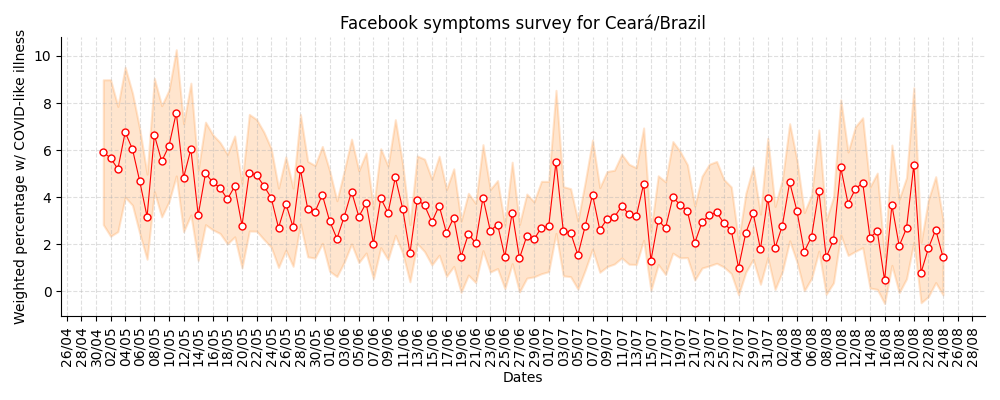 Facebook symptoms survey for Ceará/Brazil
Weighted percentage w/ COVID-like illness
10
8
6
4
2
0
26/04 28/04 30/04 02/05 04/05 06/05 08/05 10/05 12/05 14/05 16/05 18/05 20/05 22/05 24/05 26/05 28/05 30/05 01/06 03/06 05/06 07/06 09/06 11/06 13/06 15/06 17/06 19/06 21/06 23/06 25/06 27/06 29/06 01/07 03/07 05/07 07/07 09/07 11/07 13/07 15/07 17/07 19/07 21/07 23/07 25/07 27/07 29/07 31/07 02/08 04/08 06/08 08/08 10/08 12/08 14/08 16/08 18/08 20/08 22/08 24/08 26/08 28/08
Dates